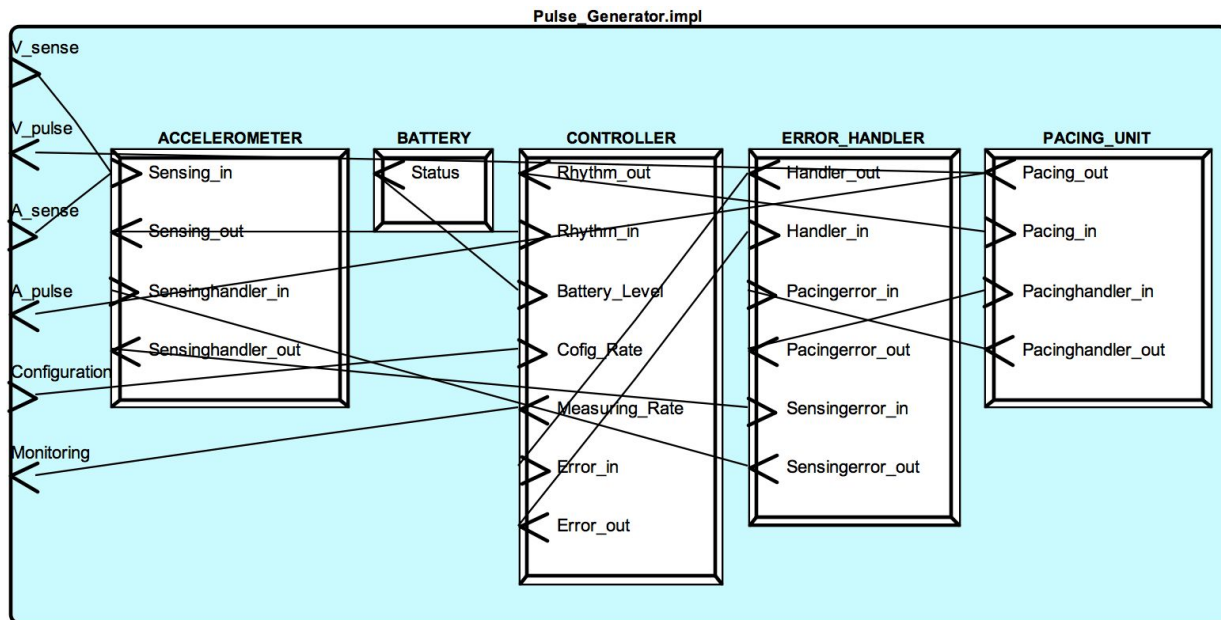 Pulse_Generator.impl
V_sense
V_pulse
A_sense
A_pulse
Configuration
Monitoring
ACCELEROMETER
Sensing_in
Sensing_out
Sensinghandler_in
Sensinghandler_out
BATTERY
Status
CONTROLLER
Rhythm_out
Rhythm_in
Battery_Level
Cofig_Rate
Measuring_Rate
Error_in
Error_out
ERROR_HANDLER
Handler_out
Handler_in
Pacingerror_in
Pacingerror_out
Sensingerror_in
Sensingerror_out
PACING_UNIT
Pacing_out
Pacing_in
Pacinghandler_in
Pacinghandler_out